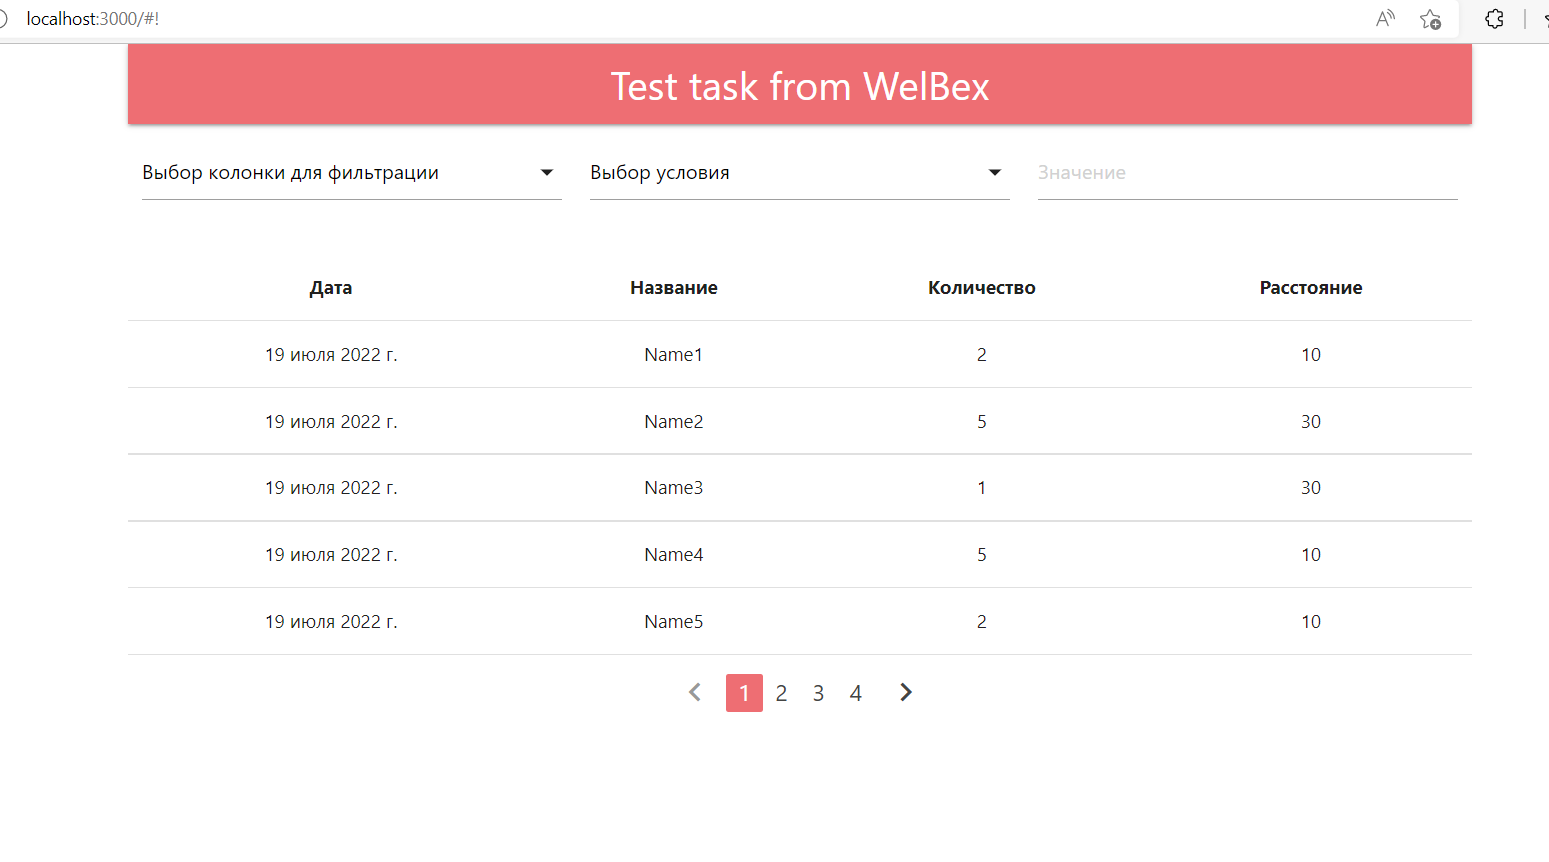 localhost:3000/#!
Test task from WelBex
Выбор колонки для фильтрации Выбор условия Значение
Дата Название Количество Расстояние
19 июля 2022 г. Name1 2 10
19 июля 2022 г. Name2 5 30
19 июля 2022 г. Name3 1 30
19 июля 2022 г. Name4 5 10
19 июля 2022 г. Name5 2 10
1 2 3 4